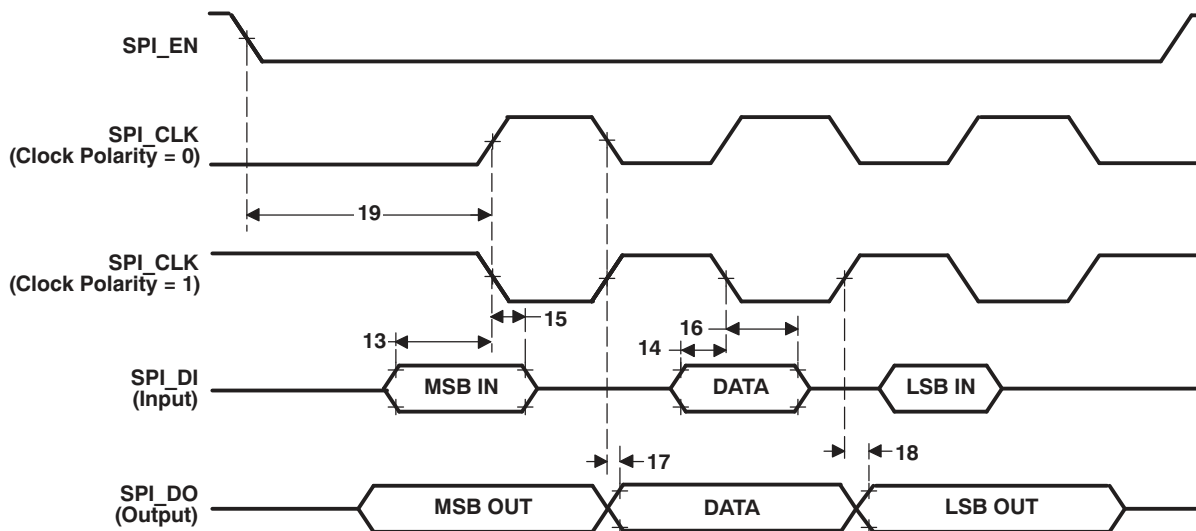 SPI_EN
SPI_CLK
(Clock Polarity = 0)
19
SPI_CLK
(Clock Polarity = 1)
15
13
16
14
SPI_DI
(Input)
MSB IN
DATA
LSB IN
17
18
SPI_DO
(Output)
MSB OUT
DATA
LSB OUT